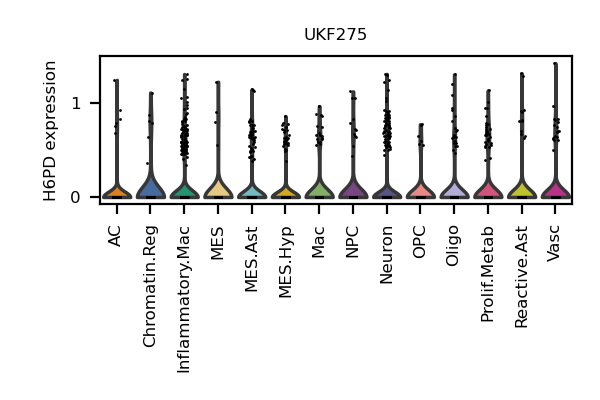 UKF275
H6PD expression
1
0
AC
Chromatin.Reg
Inflammatory.Mac
MES
MES.Ast
MES.Hyp
Mac
NPC
Neuron
OPC
Oligo
Prolif.Metab
Reactive.Ast
Vasc